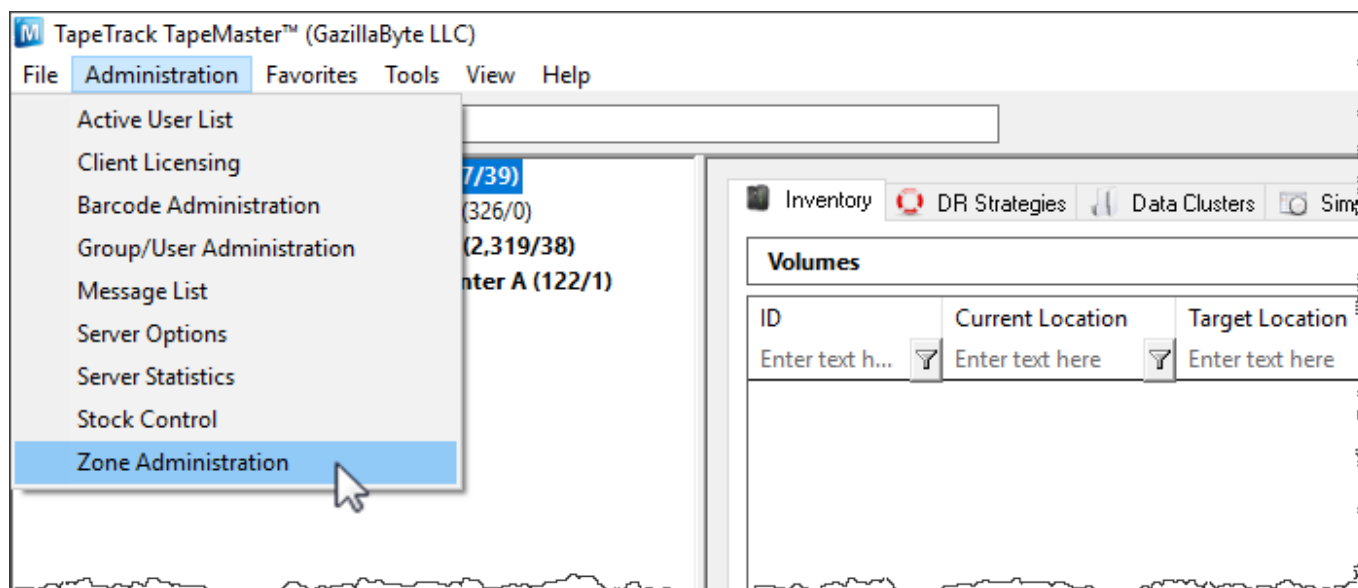 TapeTrack TapeMaster™ (GazillaByte LLC)
File Administration Favorites Tools View Help
Active User List
Client Licensing
Barcode Administration
Group/User Administration
Message List
Server Options
Server Statistics
Stock Control
Zone Administration
7/39)
(326/0)
(2,319/38)
nter A (122/1)
Inventory DR Strategies Data Clusters
Volumes
ID Current Location Target Location
Enter text h... Enter text here Enter text here